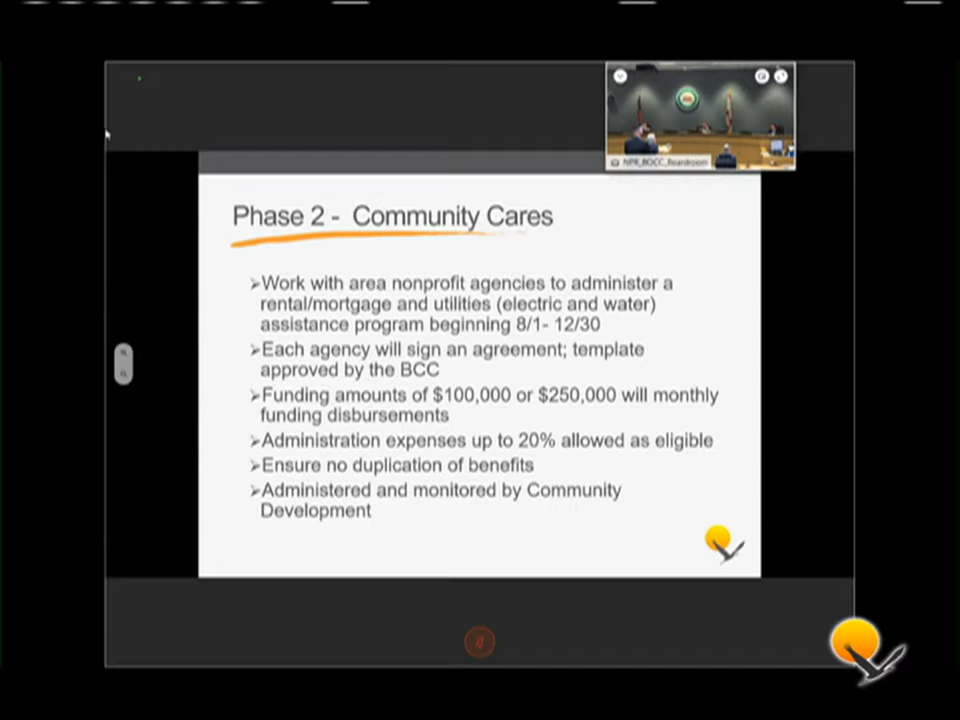 NPR_BOCC_Boardroom
Phase 2 - Community Cares
➢Work with area nonprofit agencies to administer a
rental/mortgage and utilities (electric and water)
assistance program beginning 8/1- 12/30
➢Each agency will sign an agreement; template
approved by the BCC
➢Funding amounts of $100,000 or $250,000 will monthly
funding disbursements
➢Administration expenses up to 20% allowed as eligible
➢Ensure no duplication of benefits
➢Administered and monitored by Community
Development